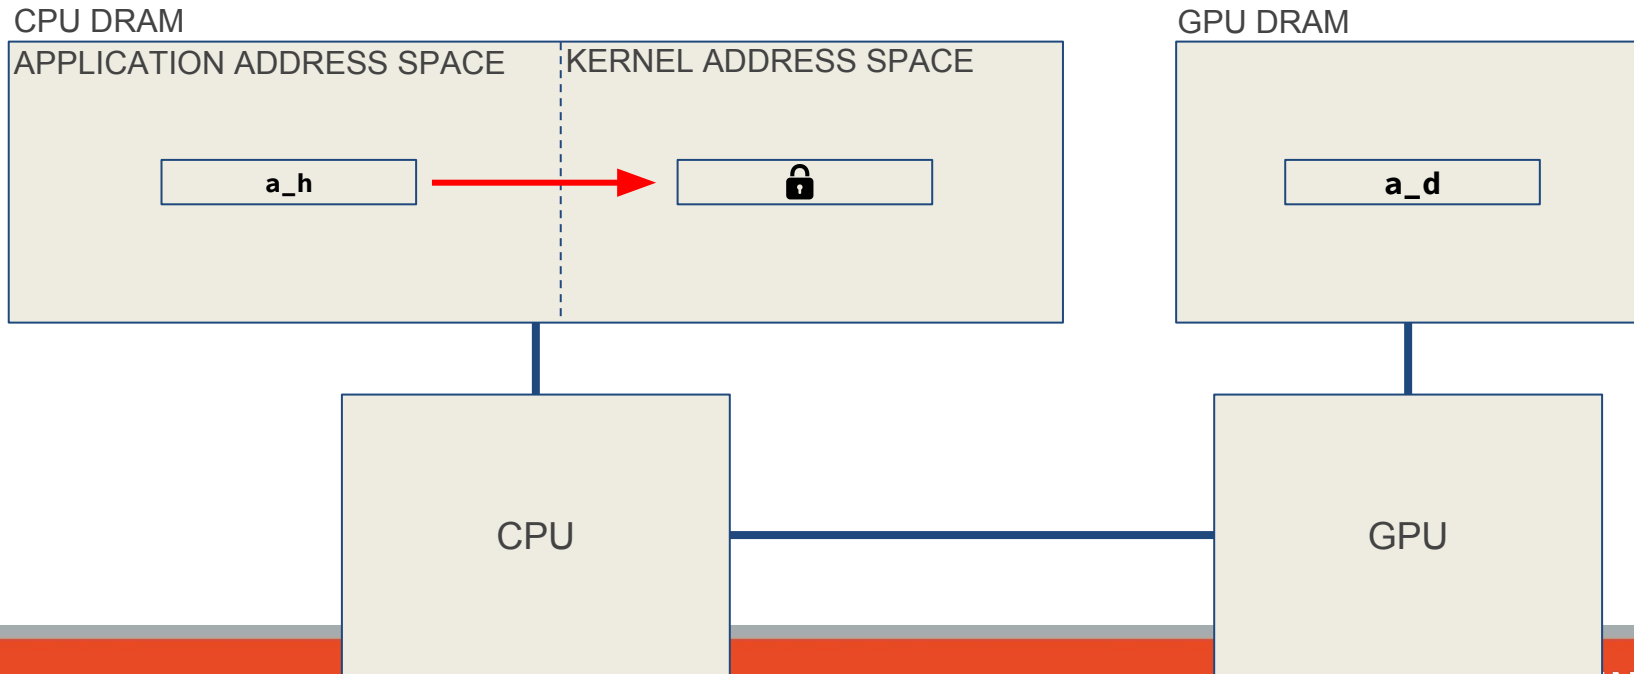 CPU DRAM
GPU DRAM
APPLICATION ADDRESS SPACE
KERNEL ADDRESS SPACE
a_h
a_d
CPU
GPU